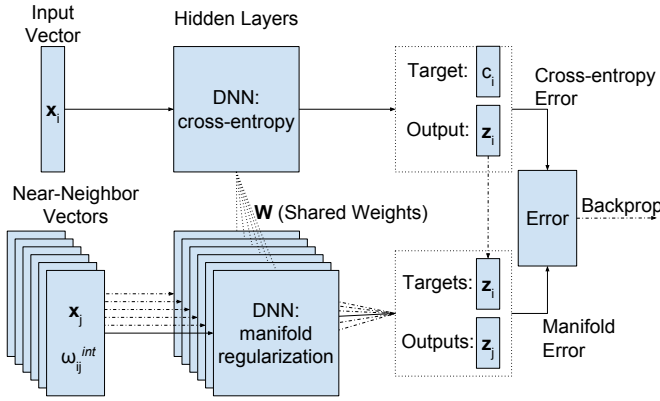 Input
Vector
Hidden Layers
x_i
DNN:
cross-entropy
Target: c_i
Output: z_i
Cross-entropy
Error
Near-Neighbor
Vectors
W (Shared Weights)
Error
Backprop
x_j
ω_ij^int
DNN:
manifold
regularization
Targets: z_i
Outputs: z_j
Manifold
Error